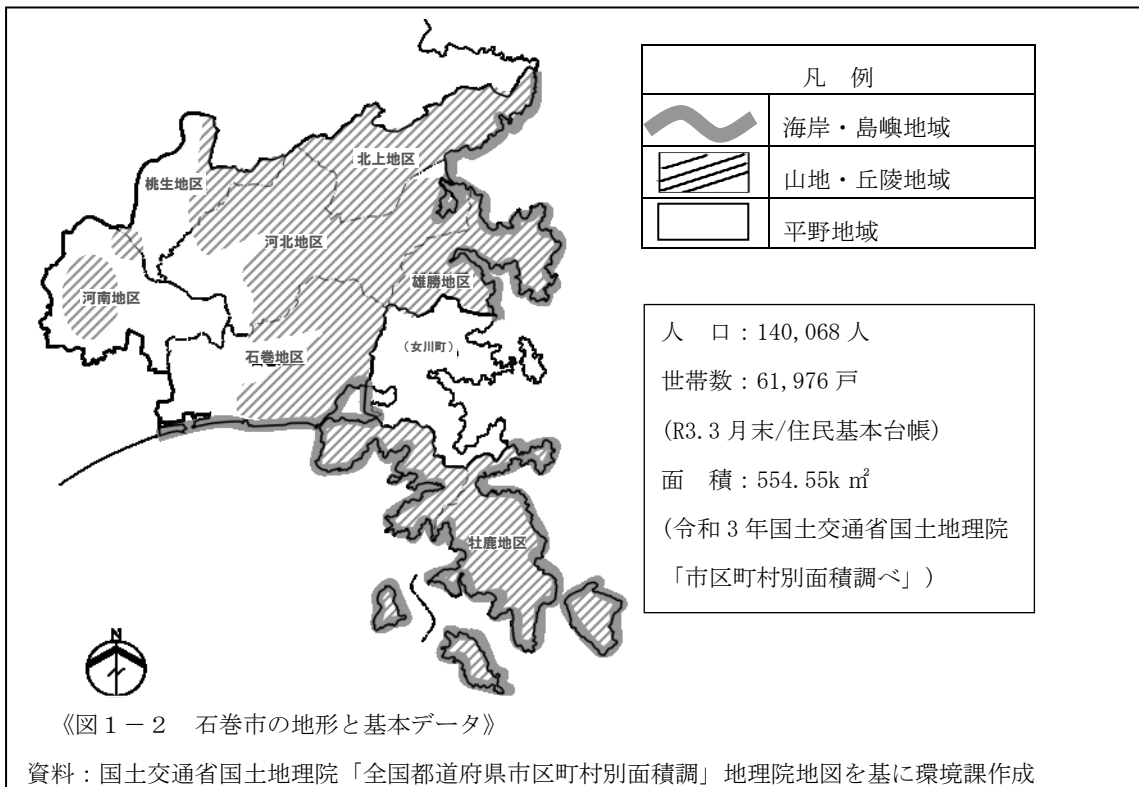 凡　例
海岸・島嶼地域
山地・丘陵地域
平野地域
北上地区
桃生地区
河北地区
雄勝地区
河南地区
石巻地区
（女川町）
牡鹿地区
N
人　口：140,068 人
世帯数：61,976 戸
(R3.3 月末/住民基本台帳)
面　積：554.55k ㎡
(令和 3 年国土交通省国土地理院
「市区町村別面積調べ」)
《図１－２　石巻市の地形と基本データ》
資料：国土交通省国土地理院「全国都道府県市区町村別面積調」地理院地図を基に環境課作成